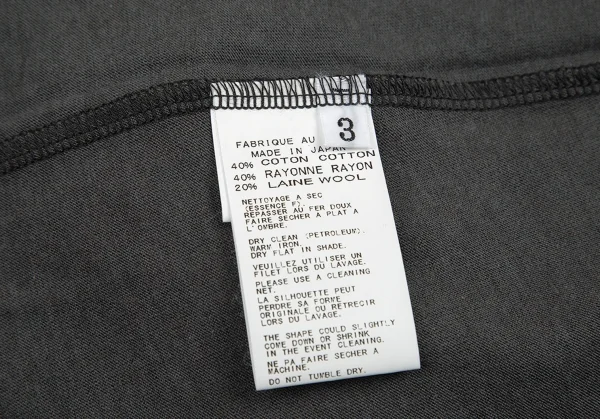 3
FABRIQUE AU
MADE IN JAPAN
40% COTON COTTON
40% RAYONNE RAYON
20% LAINE WOOL
NETTOYAGE A SEC
(ESSENCE F).
REPASSER AU FER DOUX
FAIRE SECHER A PLAT A
L'OMBRE.
DRY CLEAN (PETROLEUM).
WARM IRON.
DRY FLAT IN SHADE.
VEUILLEZ UTILISER UN
FILET LORS DU LAVAGE.
PLEASE USE A CLEANING
NET.
LA SILHOUETTE PEUT
PERDRE SA FORME
ORIGINALE OU RETRECIR
LORS DU LAVAGE.
THE SHAPE COULD SLIGHTLY
COME DOWN OR SHRINK
IN THE EVENT CLEANING.
NE PA FAIRE SECHER A
MACHINE.
DO NOT TUMBLE DRY.